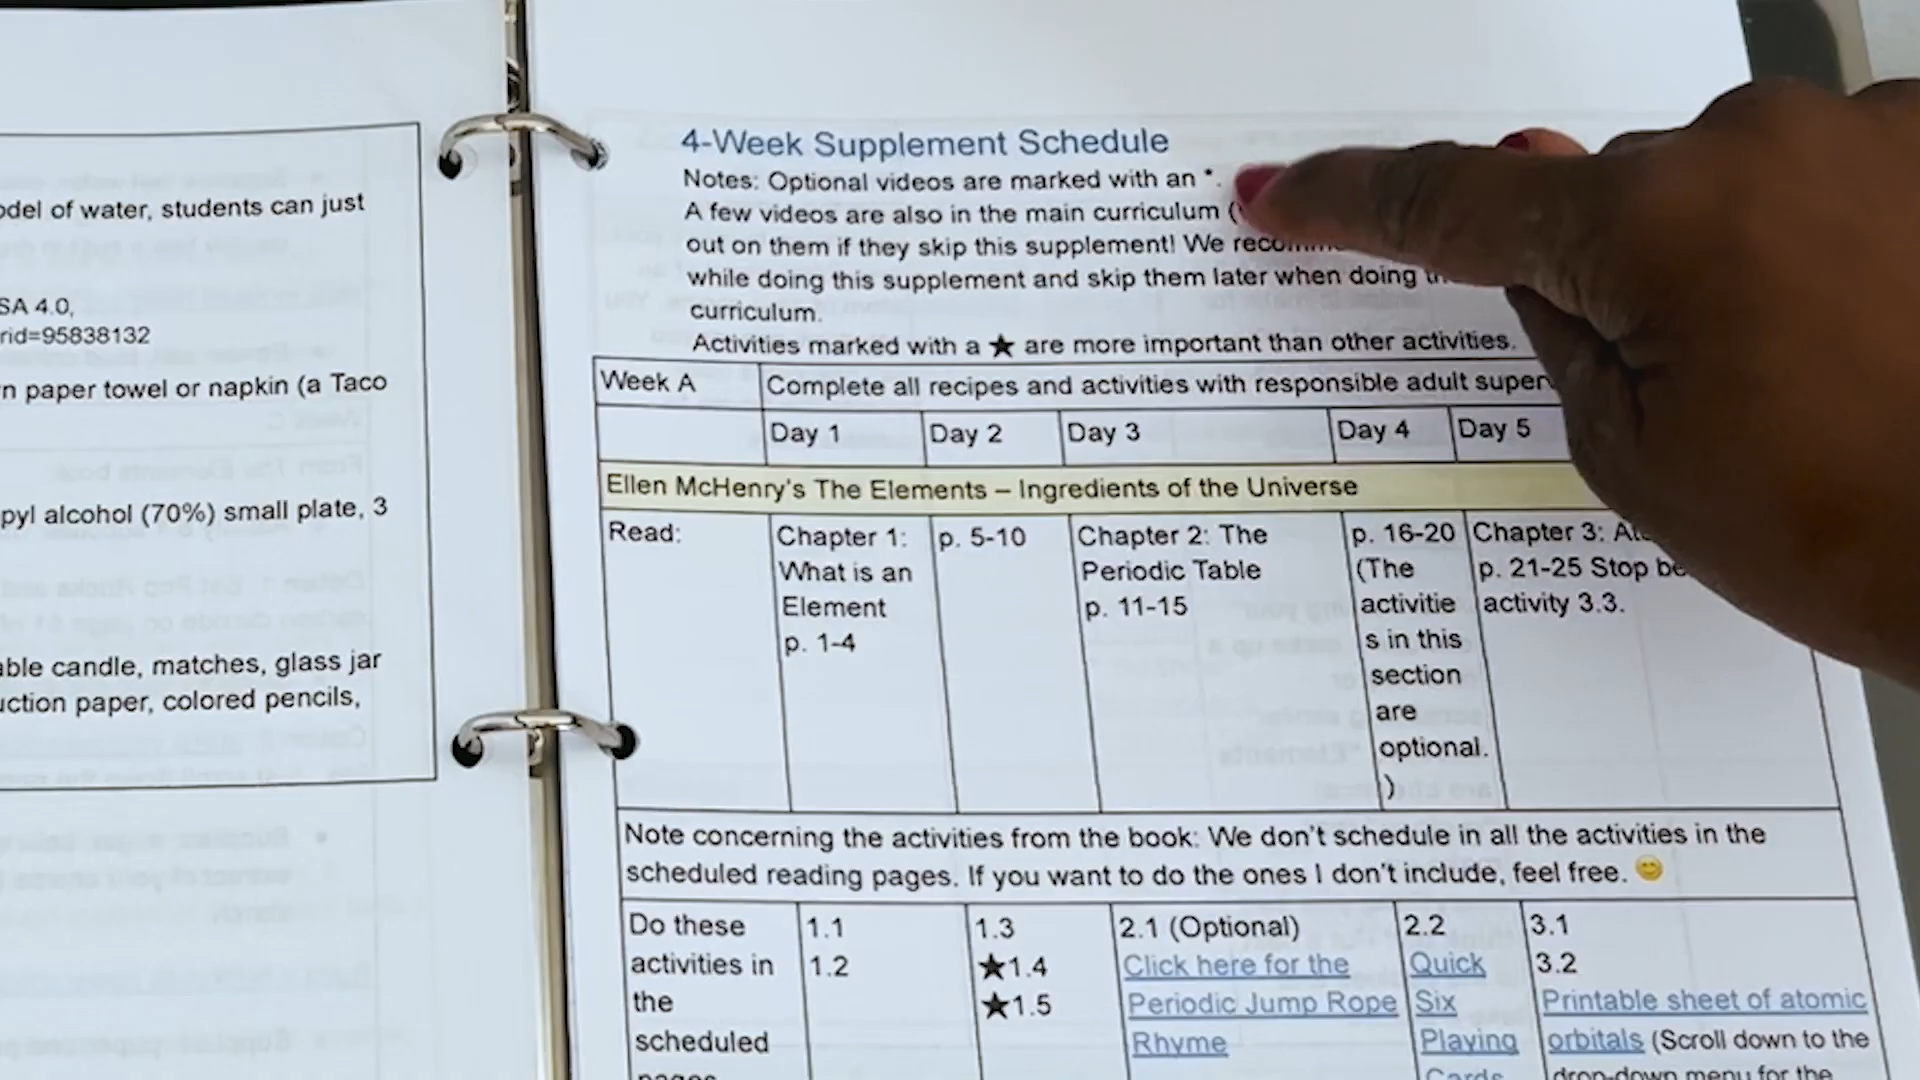 odel of water, students can just
SA 4.0,
rid=95838132
n paper towel or napkin (a Taco
pyl alcohol (70%) small plate, 3
able candle, matches, glass jar
uction paper, colored pencils,
4-Week Supplement Schedule
Notes: Optional videos are marked with an *.
A few videos are also in the main curriculum (
out on them if they skip this supplement! We recomme
while doing this supplement and skip them later when doing th
curriculum.
Activities marked with a ★ are more important than other activities.
Week A
Complete all recipes and activities with responsible adult super
Day 1
Day 2
Day 3
Day 4
Day 5
Ellen McHenry's The Elements – Ingredients of the Universe
Read:
Chapter 1:
What is an
Element
p. 1-4
p. 5-10
Chapter 2: The
Periodic Table
p. 11-15
p. 16-20
(The
activitie
s in this
section
are
optional.
)
Chapter 3:
p. 21-25 Stop be
activity 3.3.
Note concerning the activities from the book: We don't schedule in all the activities in the
scheduled reading pages. If you want to do the ones I don't include, feel free. 😊
Do these
activities in
the
scheduled
pages
1.1
1.2
1.3
★1.4
★1.5
2.1 (Optional)
Click here for the
Periodic Jump Rope
Rhyme
2.2
Quick
Six
Playing
Cards
3.1
3.2
Printable sheet of atomic
orbitals (Scroll down to the
drop-down menu for the